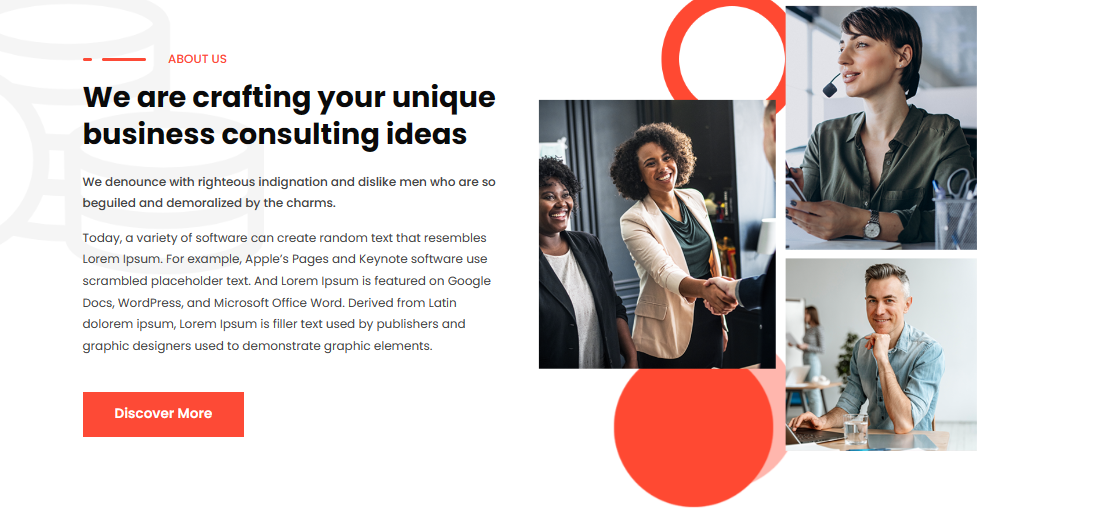 ABOUT US
We are crafting your unique
business consulting ideas
We denounce with righteous indignation and dislike men who are so
beguiled and demoralized by the charms.
Today, a variety of software can create random text that resembles
Lorem Ipsum. For example, Apple’s Pages and Keynote software use
scrambled placeholder text. And Lorem Ipsum is featured on Google
Docs, WordPress, and Microsoft Office Word. Derived from Latin
dolorem ipsum, Lorem Ipsum is filler text used by publishers and
graphic designers used to demonstrate graphic elements.
Discover More